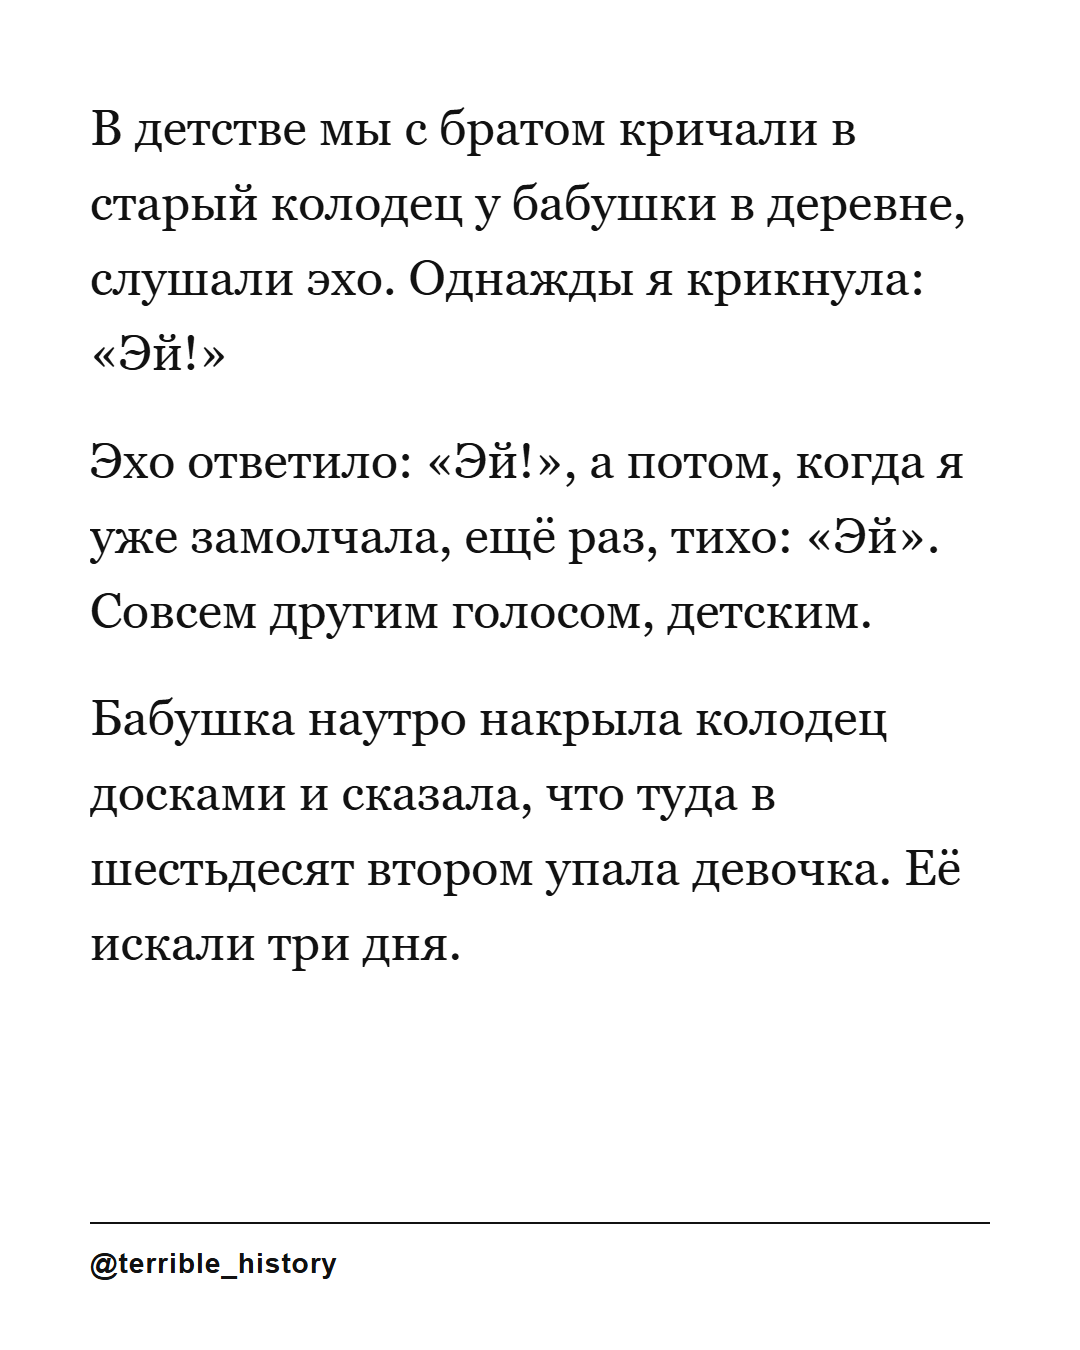 В детстве мы с братом кричали в
старый колодец у бабушки в деревне,
слушали эхо. Однажды я крикнула:
«Эй!»
Эхо ответило: «Эй!», а потом, когда я
уже замолчала, ещё раз, тихо: «Эй».
Совсем другим голосом, детским.
Бабушка наутро накрыла колодец
досками и сказала, что туда в
шестьдесят втором упала девочка. Её
искали три дня.
@terrible_history